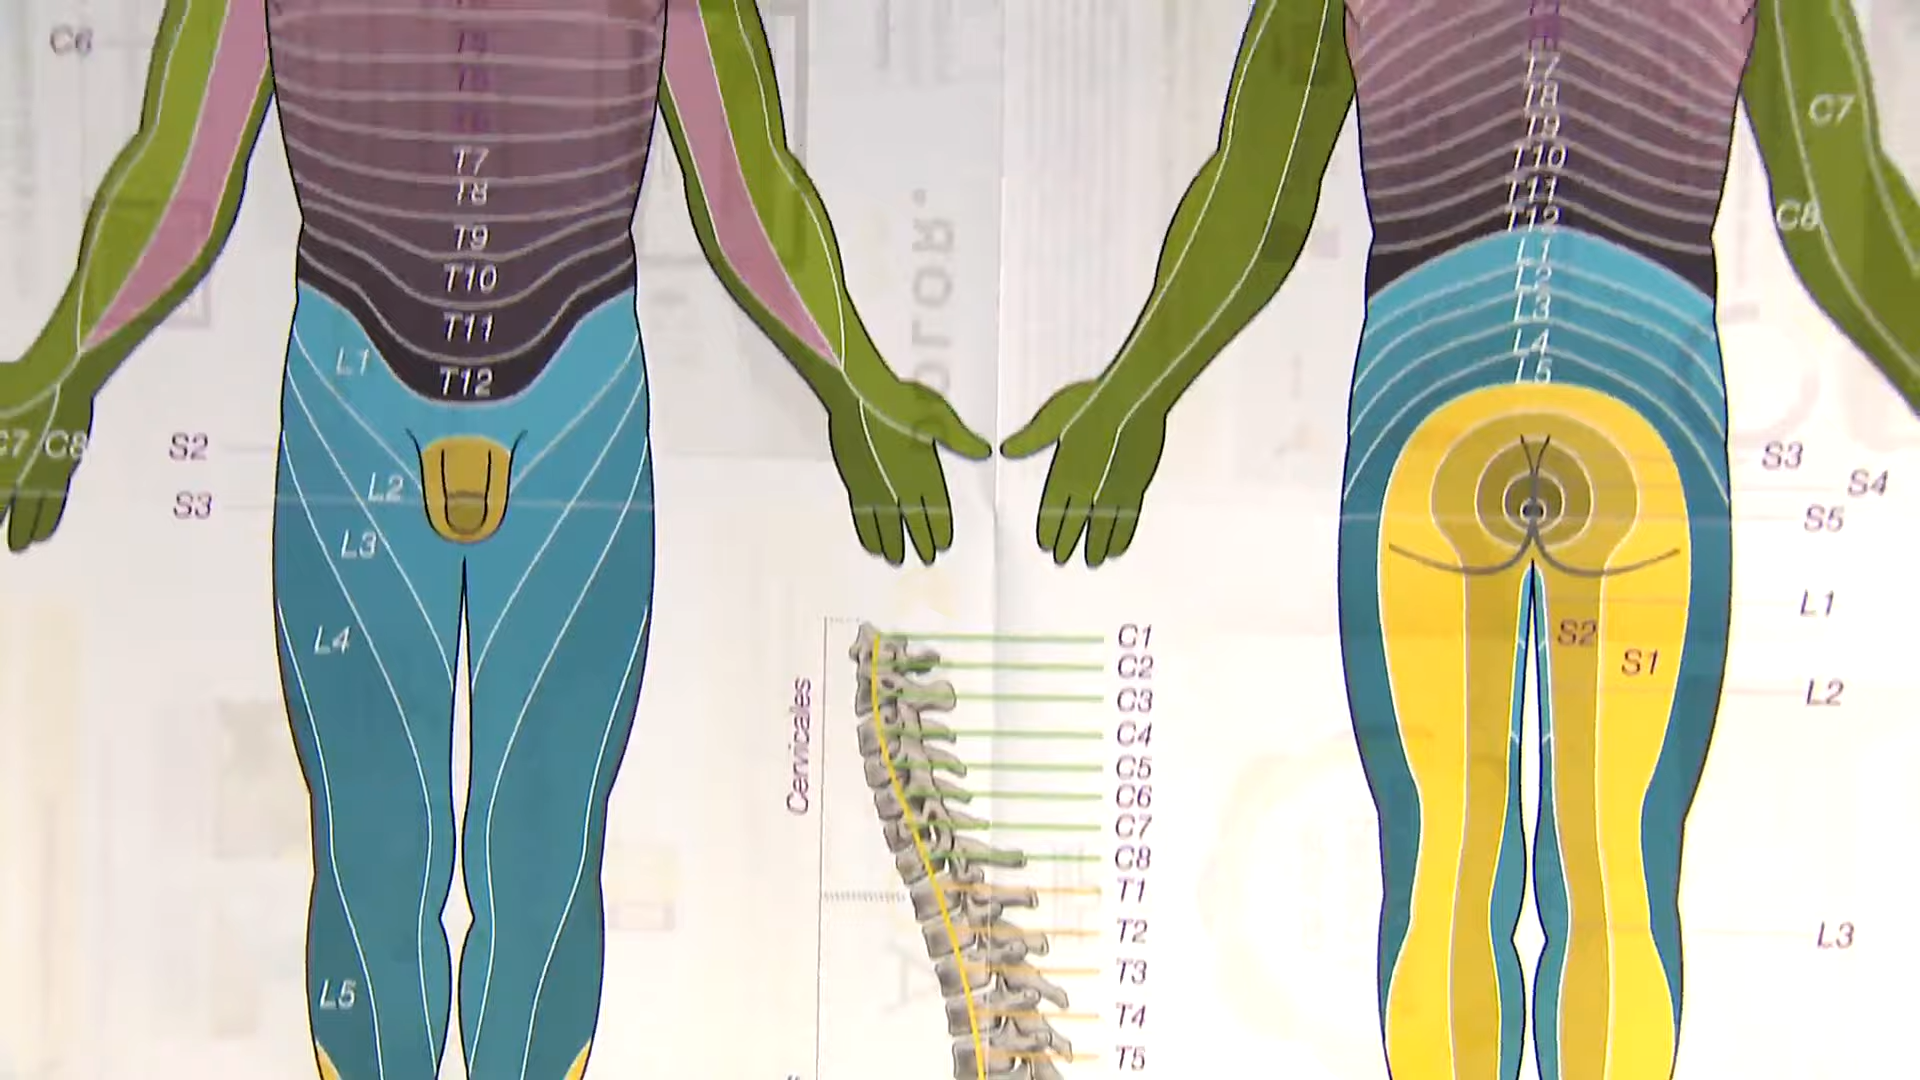 C6
T7
T8
T9
T10
T11
T12
L1
L2
L3
L4
L5
C7
C8
S2
S3
DOLOR.
Cervicales
C1
C2
C3
C4
C5
C6
C7
C8
T1
T2
T3
T4
T5
T7
T8
T9
T10
T11
T12
L1
L2
L3
L4
L5
C7
C8
S3
S4
S5
L1
S2
S1
L2
L3